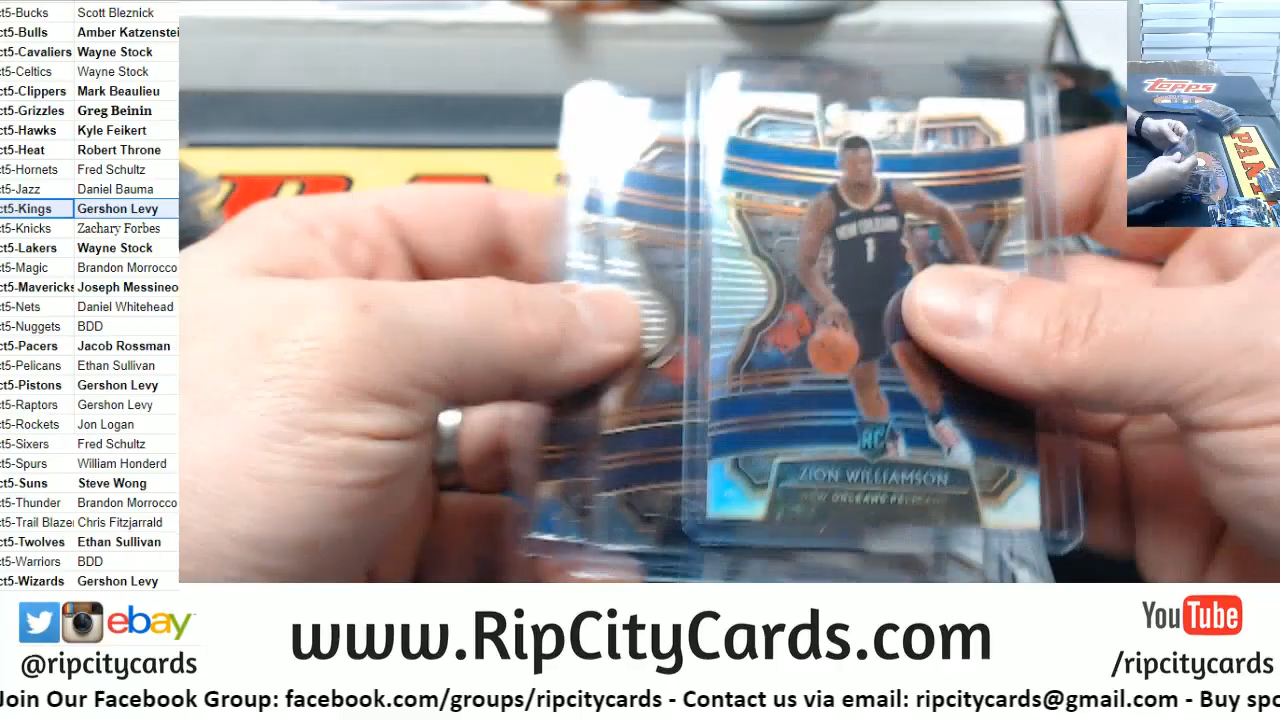 ct5-Bucks Scott Bleznick
ct5-Bulls Amber Katzenstei
ct5-Cavaliers Wayne Stock
ct5-Celtics Wayne Stock
ct5-Clippers Mark Beaulieu
ct5-Grizzles Greg Beinin
ct5-Hawks Kyle Feikert
ct5-Heat Robert Throne
ct5-Hornets Fred Schultz
ct5-Jazz Daniel Bauma
ct5-Kings Gershon Levy
ct5-Knicks Zachary Forbes
ct5-Lakers Wayne Stock
ct5-Magic Brandon Morrocco
ct5-Mavericks Joseph Messineo
ct5-Nets Daniel Whitehead
ct5-Nuggets BDD
ct5-Pacers Jacob Rossman
ct5-Pelicans Ethan Sullivan
ct5-Pistons Gershon Levy
ct5-Raptors Gershon Levy
ct5-Rockets Jon Logan
ct5-Sixers Fred Schultz
ct5-Spurs William Honderd
ct5-Suns Steve Wong
ct5-Thunder Brandon Morrocco
ct5-Trail Blaze Chris Fitzjarrald
ct5-Twolves Ethan Sullivan
ct5-Warriors BDD
ct5-Wizards Gershon Levy
topps
PANI
NEW ORLEANS
1
RC
ZION WILLIAMSON
NEW ORLEANS PELICANS
ebay
@ripcitycards
www.RipCityCards.com
YouTube
/ripcitycards
Join Our Facebook Group: facebook.com/groups/ripcitycards - Contact us via email: ripcitycards@gmail.com - Buy spo